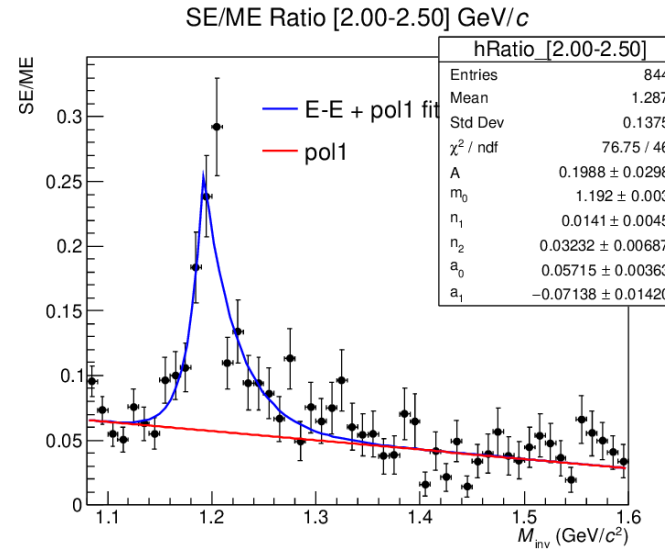 SE/ME Ratio [2.00-2.50] GeV/c
hRatio_[2.00-2.50]
Entries 844
Mean 1.287
Std Dev 0.1375
χ² / ndf 76.75 / 46
A 0.1988 ± 0.0298
m₀ 1.192 ± 0.003
n₁ 0.0141 ± 0.0045
n₂ 0.03232 ± 0.00687
a₀ 0.05715 ± 0.00363
a₁ −0.07138 ± 0.01420
E-E + pol1 fit
pol1
SE/ME
0.3
0.25
0.2
0.15
0.1
0.05
0
1.1 1.2 1.3 1.4 1.5 1.6
M_inv (GeV/c²)